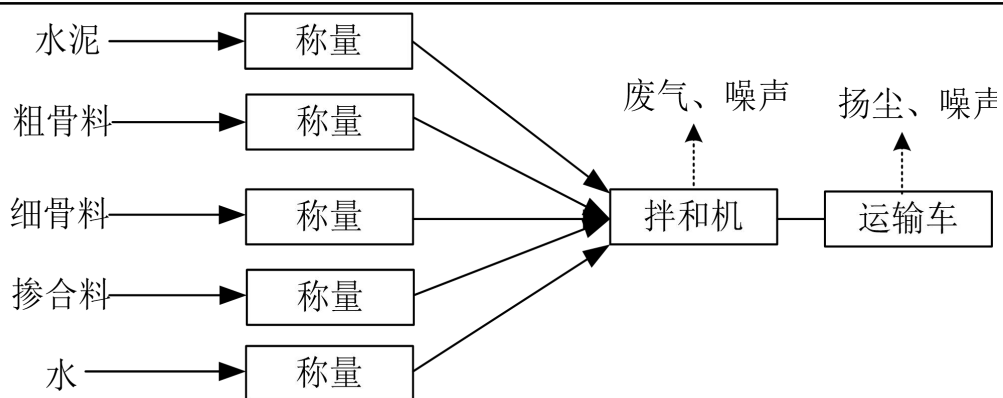 水泥
称量
废气、噪声
扬尘、噪声
粗骨料
称量
细骨料
称量
拌和机
运输车
掺合料
称量
水
称量